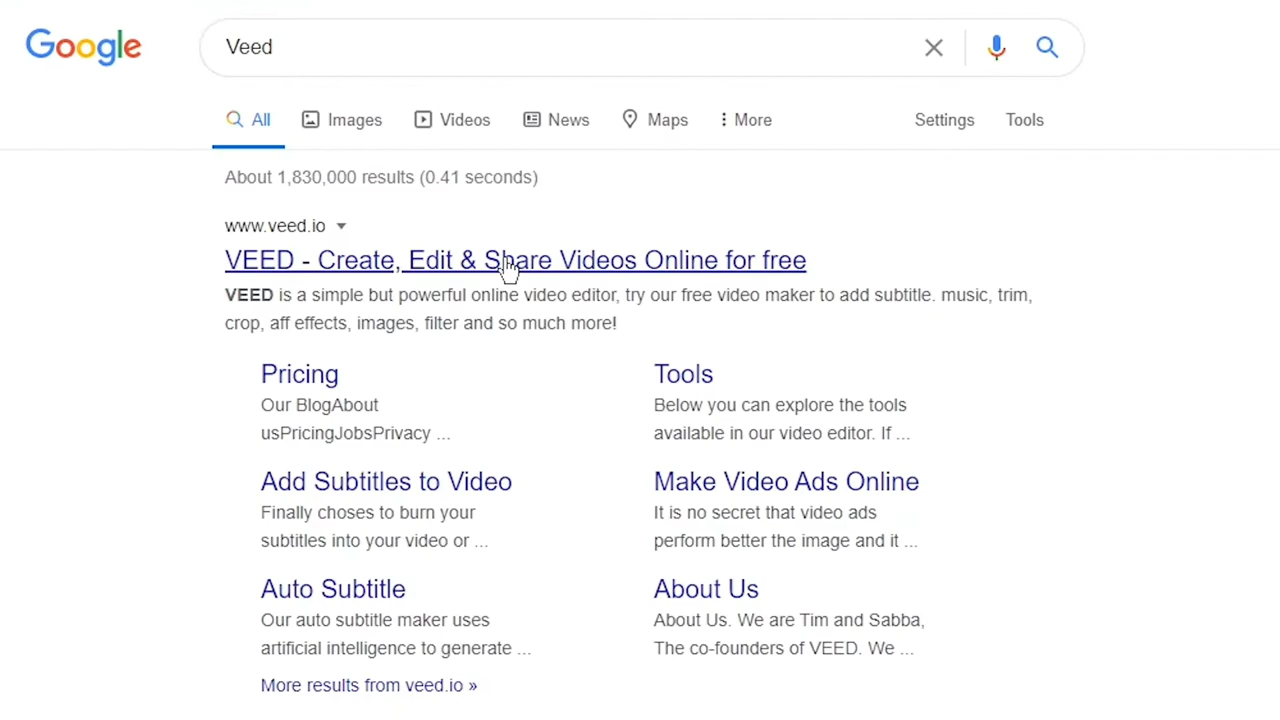 Google
Veed
All Images Videos News Maps More Settings Tools
About 1,830,000 results (0.41 seconds)
www.veed.io
VEED - Create, Edit & Share Videos Online for free
VEED is a simple but powerful online video editor, try our free video maker to add subtitle. music, trim,
crop, aff effects, images, filter and so much more!
Pricing
Our BlogAbout
usPricingJobsPrivacy ...
Tools
Below you can explore the tools
available in our video editor. If ...
Add Subtitles to Video
Finally choses to burn your
subtitles into your video or ...
Make Video Ads Online
It is no secret that video ads
perform better the image and it ...
Auto Subtitle
Our auto subtitle maker uses
artificial intelligence to generate ...
About Us
About Us. We are Tim and Sabba,
The co-founders of VEED. We ...
More results from veed.io »